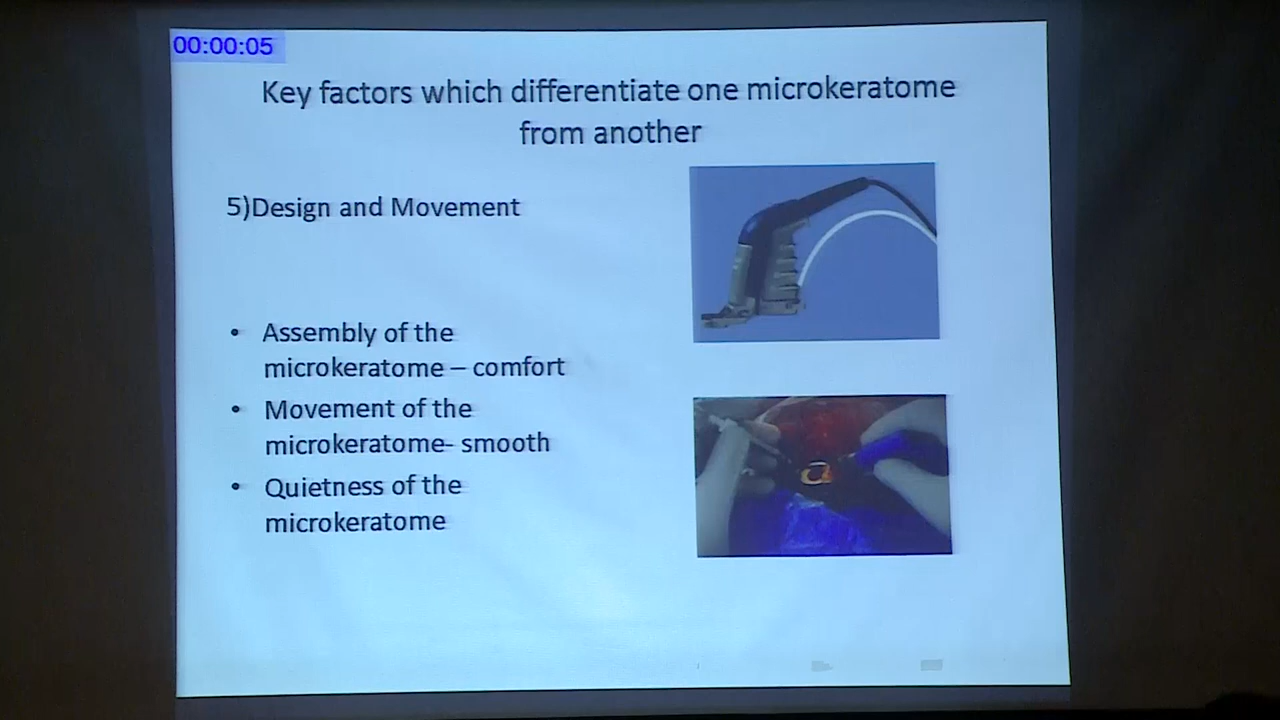 00:00:05
Key factors which differentiate one microkeratome
from another
5)Design and Movement
• Assembly of the
microkeratome – comfort
• Movement of the
microkeratome- smooth
• Quietness of the
microkeratome